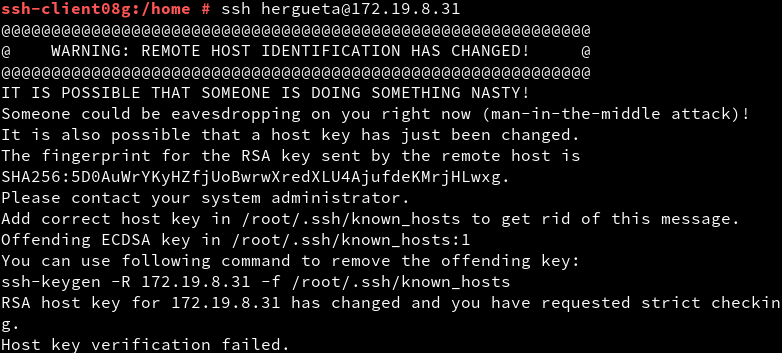 ssh-client08g:/home # ssh hergueta@172.19.8.31
@@@@@@@@@@@@@@@@@@@@@@@@@@@@@@@@@@@@@@@@@@@@@@@@@@@@@@@@@@@
@    WARNING: REMOTE HOST IDENTIFICATION HAS CHANGED!     @
@@@@@@@@@@@@@@@@@@@@@@@@@@@@@@@@@@@@@@@@@@@@@@@@@@@@@@@@@@@
IT IS POSSIBLE THAT SOMEONE IS DOING SOMETHING NASTY!
Someone could be eavesdropping on you right now (man-in-the-middle attack)!
It is also possible that a host key has just been changed.
The fingerprint for the RSA key sent by the remote host is
SHA256:5D0AuWrYKyHZfjUoBwrwXredXLU4AjufdeKMrjHLwxg.
Please contact your system administrator.
Add correct host key in /root/.ssh/known_hosts to get rid of this message.
Offending ECDSA key in /root/.ssh/known_hosts:1
You can use following command to remove the offending key:
ssh-keygen -R 172.19.8.31 -f /root/.ssh/known_hosts
RSA host key for 172.19.8.31 has changed and you have requested strict checkin
g.
Host key verification failed.